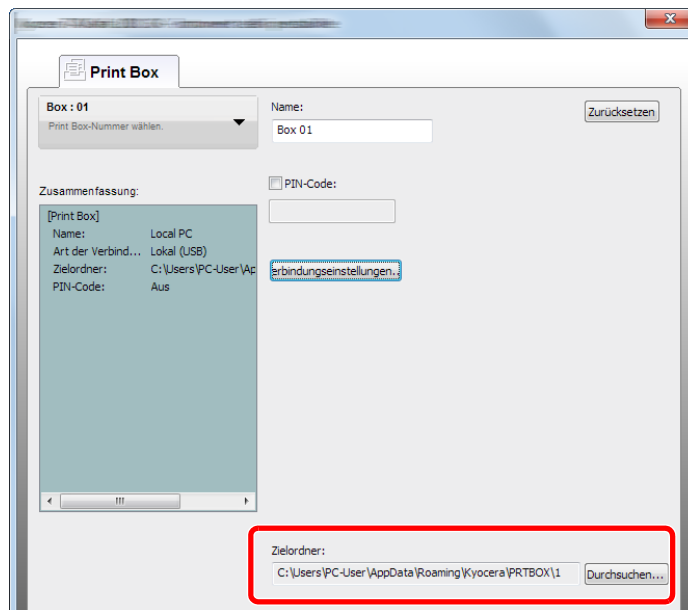 Print Box
Box : 01
Print Box-Nummer wählen.
Name:
Box 01
Zurücksetzen
PIN-Code:
Zusammenfassung:
[Print Box]
Name: Local PC
Art der Verbind... Lokal (USB)
Zielordner: C:\Users\PC-User\Ap
PIN-Code: Aus
erbindungseinstellungen..
Zielordner:
C:\Users\PC-User\AppData\Roaming\Kyocera\PRTBOX\1
Durchsuchen...